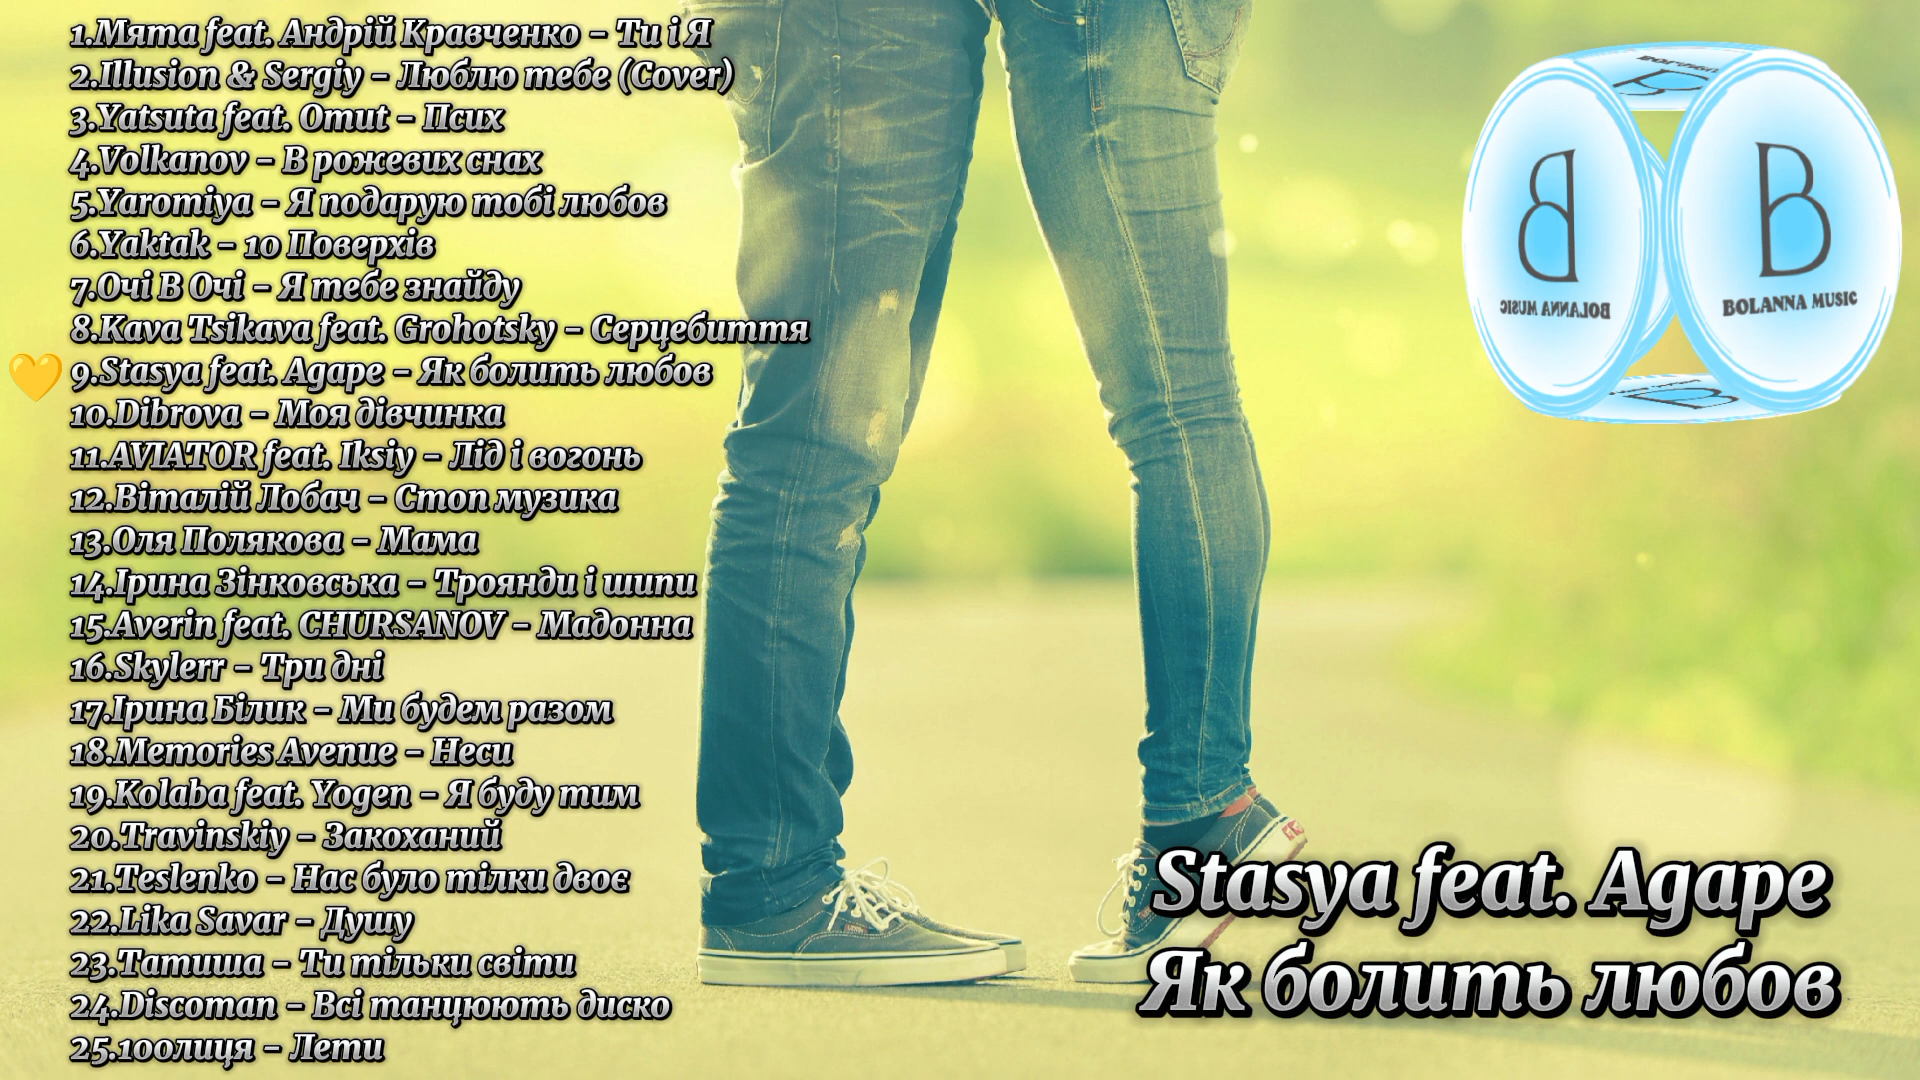 1.Мята feat. Андрій Кравченко – Ти і Я
2.Illusion & Sergiy – Люблю тебе (Cover)
3.Yatsuta feat. Omut – Псих
4.Volkanov – В рожевих снах
5.Yaromiya – Я подарую тобі любов
6.Yaktak – 10 Поверхів
7.Очі В Очі – Я тебе знайду
8.Kava Tsikava feat. Grohotsky – Серцебиття
9.Stasya feat. Agape – Як болить любов
10.Dibrova – Моя дівчинка
11.AVIATOR feat. Iksiy – Лід і вогонь
12.Віталій Лобач – Стоп музика
13.Оля Полякова – Мама
14.Ірина Зінковська – Троянди і шипи
15.Averin feat. CHURSANOV – Мадонна
16.Skylerr – Три дні
17.Ірина Білик – Ми будем разом
18.Memories Avenue – Неси
19.Kolaba feat. Yogen – Я буду тим
20.Travinskiy – Закоханий
21.Teslenko – Нас було тілки двоє
22.Lika Savar – Душу
23.Татиша – Ти тільки світи
24.Discoman – Всі танцюють диско
25.100лиця – Лети
B
BOLANNA MUSIC
B
BOLANNA MUSIC
Stasya feat. Agape
Як болить любов